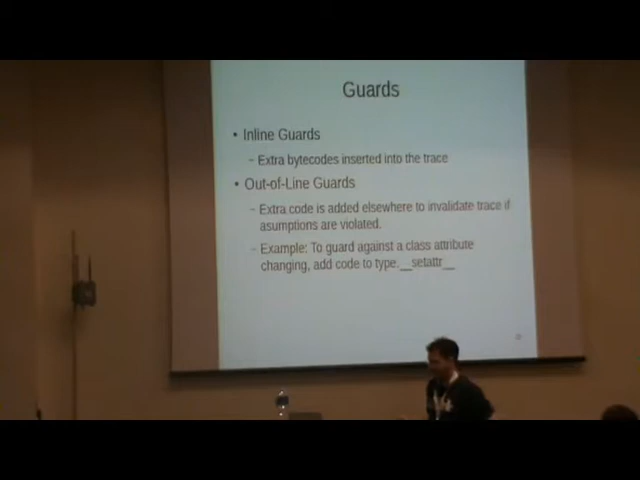 Guards
• Inline Guards
– Extra bytecodes inserted into the trace
• Out-of-Line Guards
– Extra code is added elsewhere to invalidate trace if
asumptions are violated.
– Example: To guard against a class attribute
changing, add code to type.__setattr__